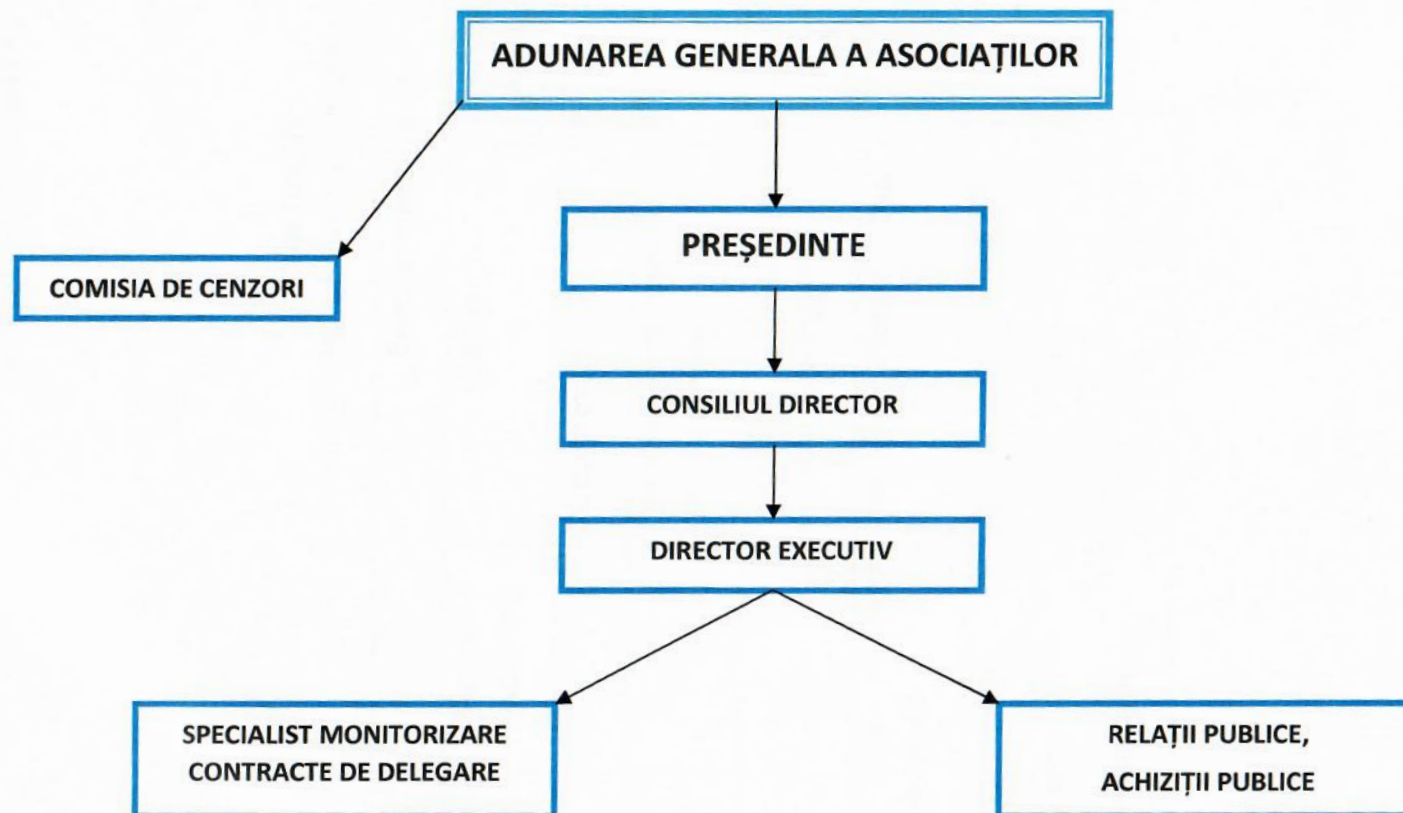 ADUNAREA GENERALA A ASOCIAȚILOR
PREȘEDINTE
COMISIA DE CENZORI
CONSILIUL DIRECTOR
DIRECTOR EXECUTIV
SPECIALIST MONITORIZARE
CONTRACTE DE DELEGARE
RELAȚII PUBLICE,
ACHIZIȚII PUBLICE